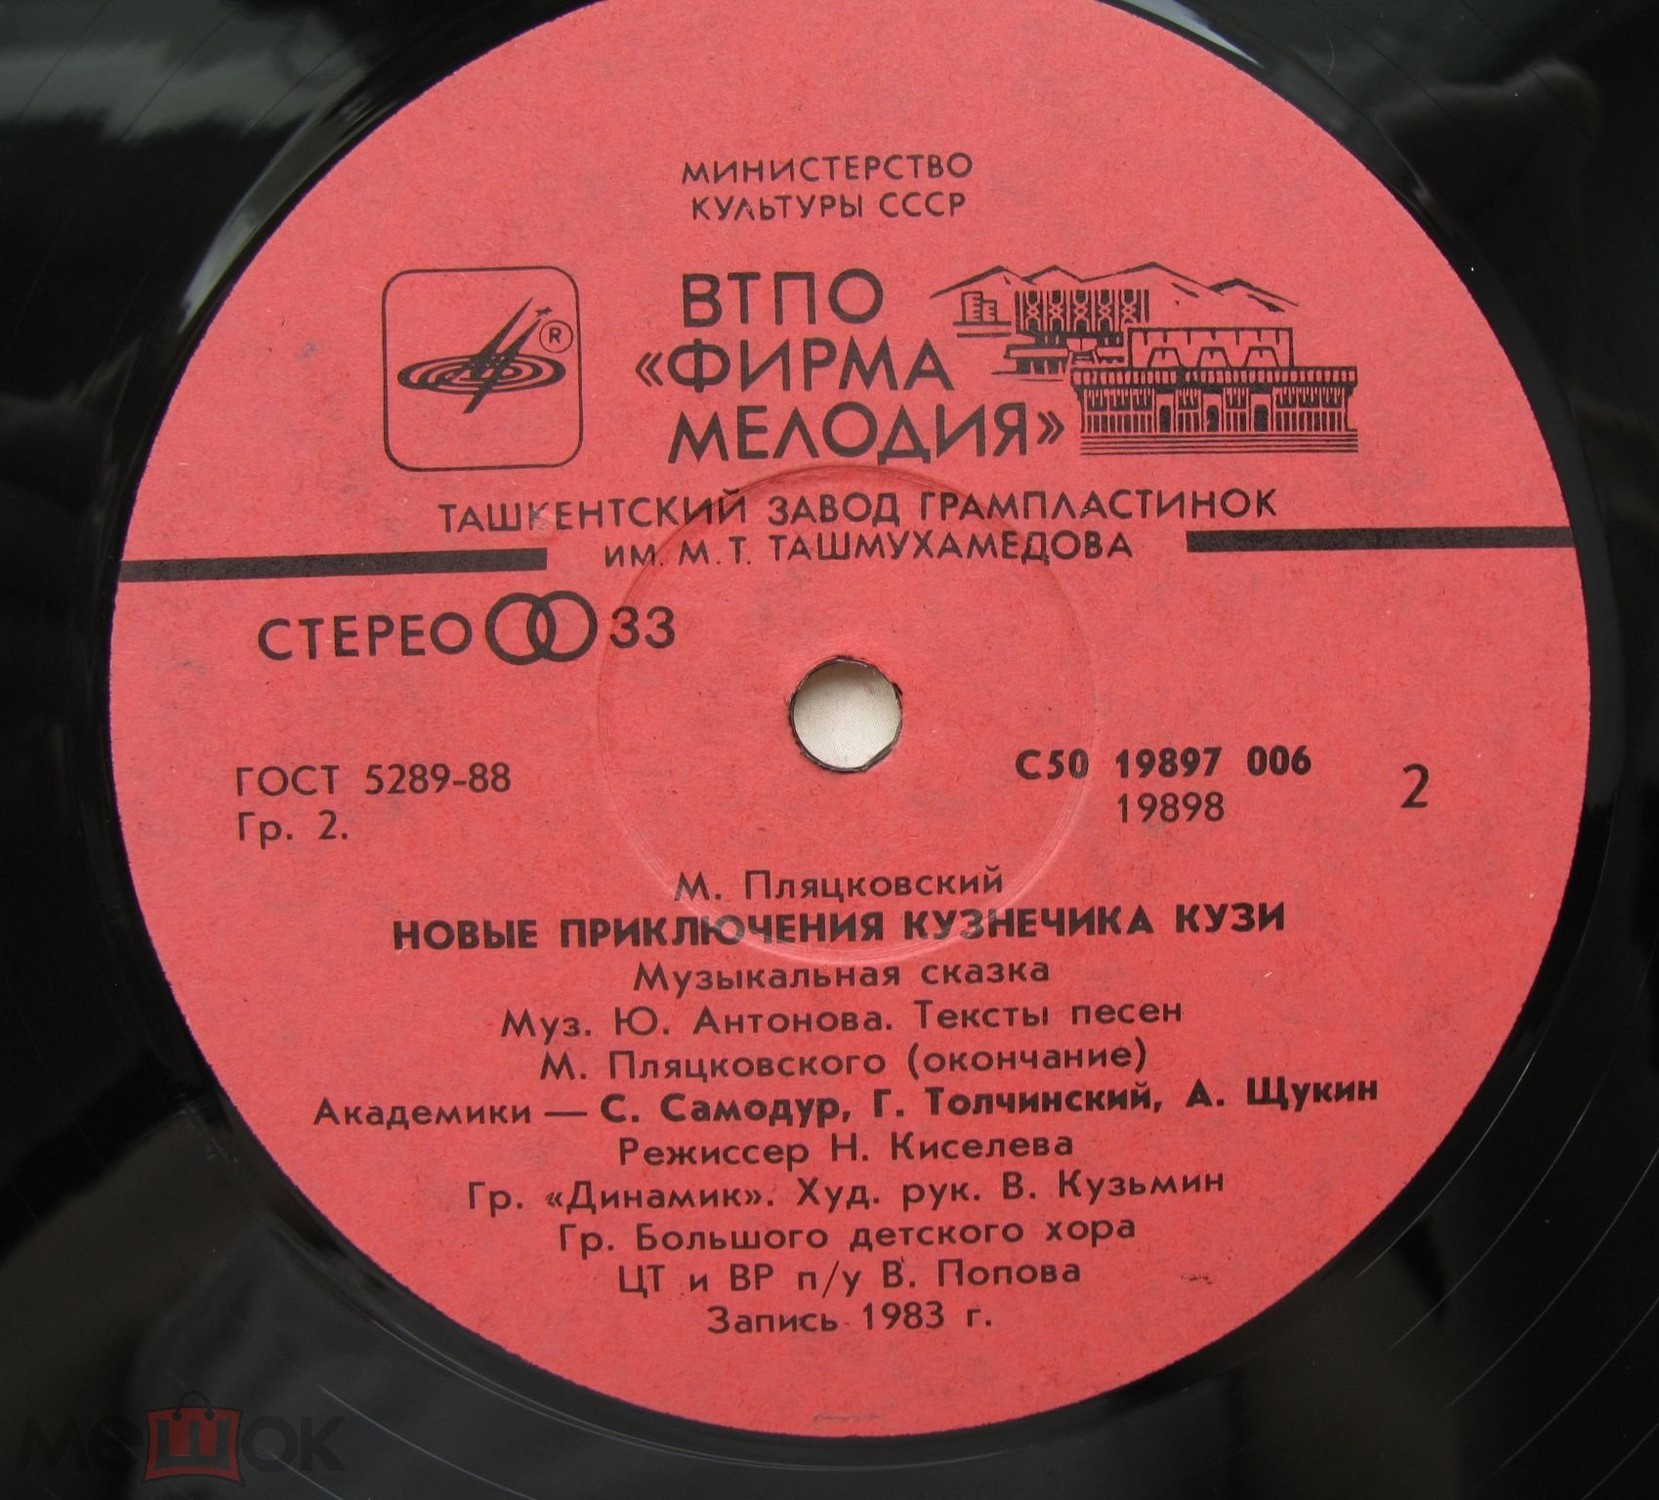 МИНИСТЕРСТВО
КУЛЬТУРЫ СССР
ВТПО
«ФИРМА
МЕЛОДИЯ»
®
ТАШКЕНТСКИЙ ЗАВОД ГРАМПЛАСТИНОК
ИМ. М. Т. ТАШМУХАМЕДОВА
СТЕРЕО 33
ГОСТ 5289-88
Гр. 2.
С50 19897 006
19898
2
М. Пляцковский
НОВЫЕ ПРИКЛЮЧЕНИЯ КУЗНЕЧИКА КУЗИ
Музыкальная сказка
Муз. Ю. Антонова. Тексты песен
М. Пляцковского (окончание)
Академики — С. Самодур, Г. Толчинский, А. Щукин
Режиссер Н. Киселева
Гр. «Динамик». Худ. рук. В. Кузьмин
Гр. Большого детского хора
ЦТ и ВР п/у В. Попова
Запись 1983 г.
мешок